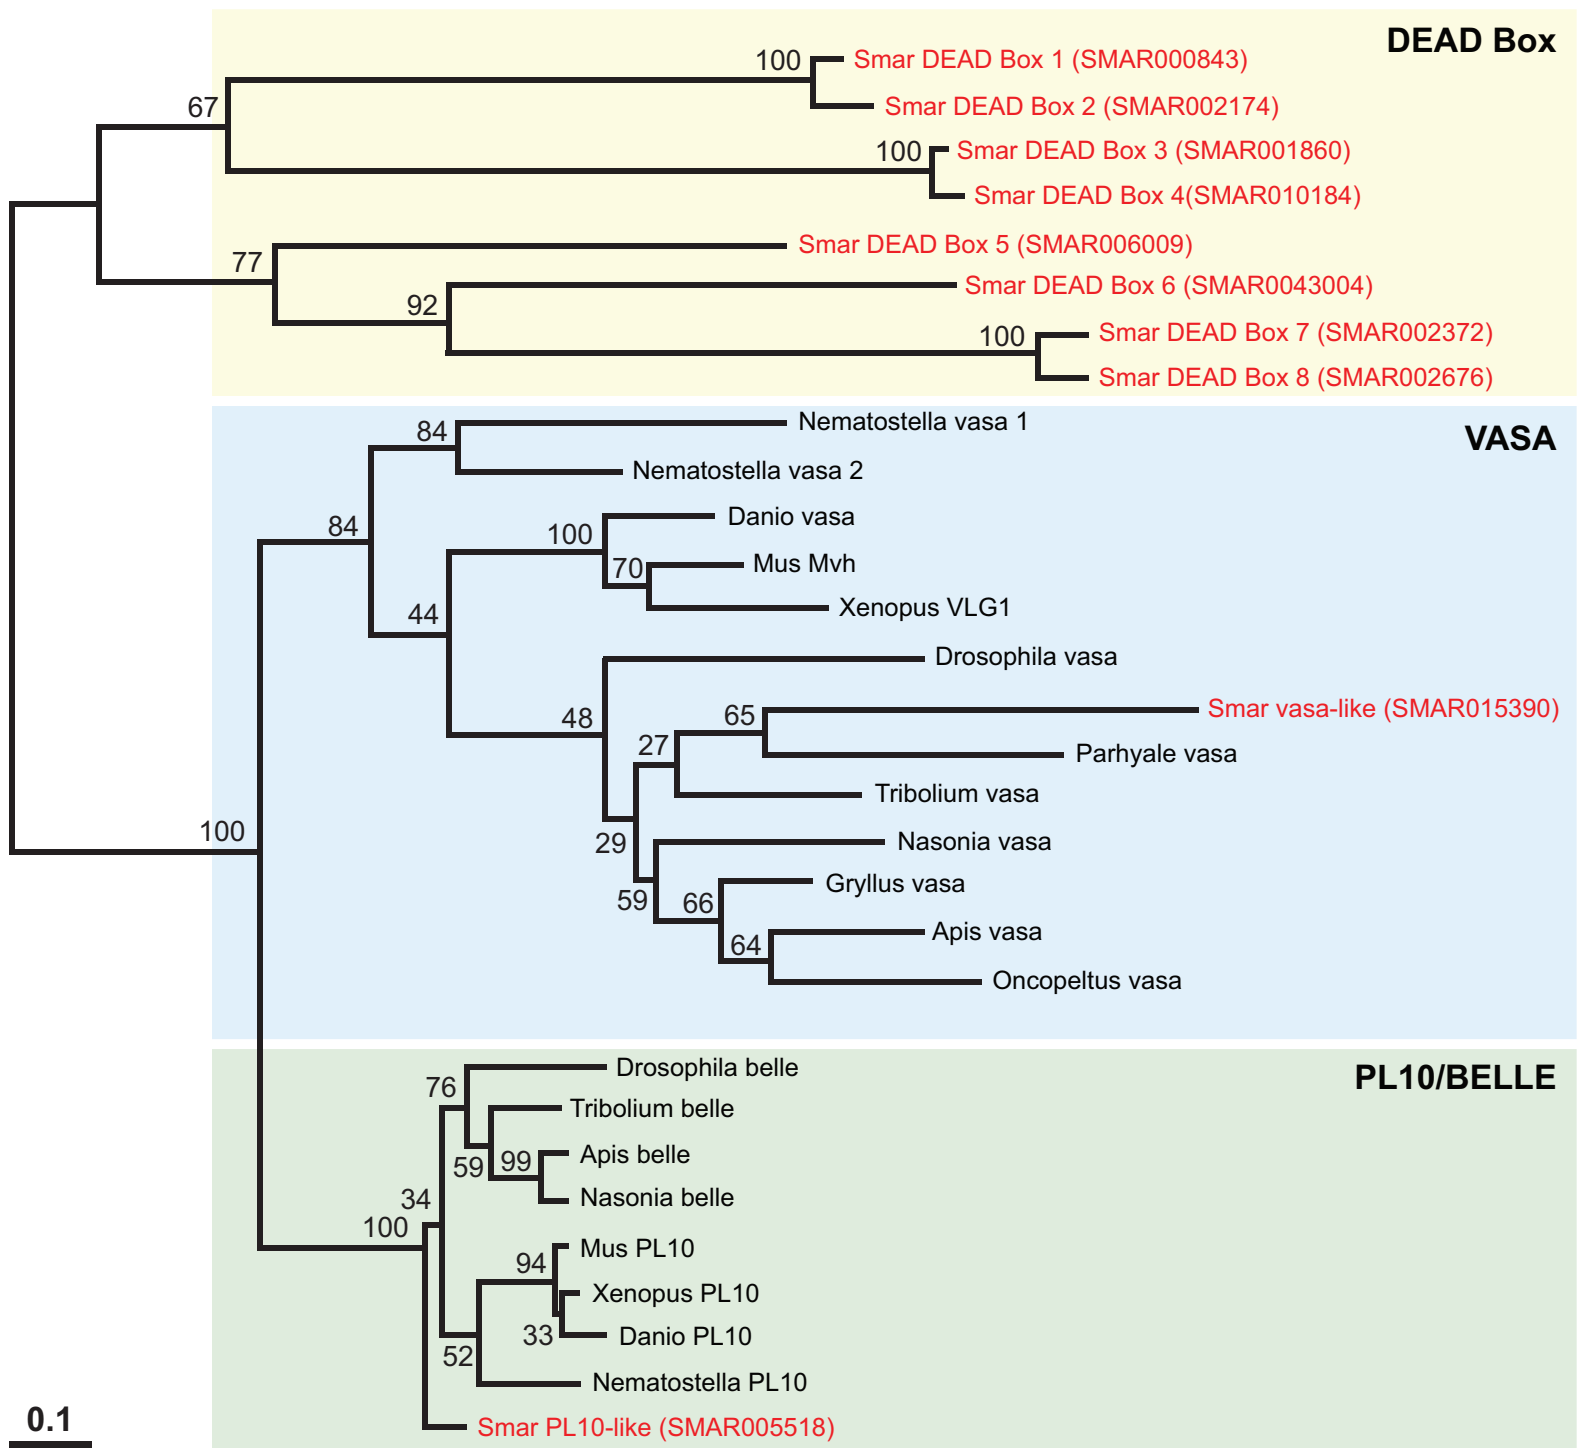 DEAD Box
100
Smar DEAD Box 1 (SMAR000843)
67
Smar DEAD Box 2 (SMAR002174)
100
Smar DEAD Box 3 (SMAR001860)
Smar DEAD Box 4(SMAR010184)
77
Smar DEAD Box 5 (SMAR006009)
92
Smar DEAD Box 6 (SMAR0043004)
100
Smar DEAD Box 7 (SMAR002372)
Smar DEAD Box 8 (SMAR002676)
VASA
84
Nematostella vasa 1
Nematostella vasa 2
84
100
Danio vasa
70
Mus Mvh
Xenopus VLG1
44
Drosophila vasa
48
65
Smar vasa-like (SMAR015390)
27
Parhyale vasa
Tribolium vasa
100
29
Nasonia vasa
59
66
Gryllus vasa
64
Apis vasa
Oncopeltus vasa
PL10/BELLE
76
Drosophila belle
Tribolium belle
59
99
Apis belle
Nasonia belle
34
100
94
Mus PL10
Xenopus PL10
33
Danio PL10
52
Nematostella PL10
Smar PL10-like (SMAR005518)
0.1